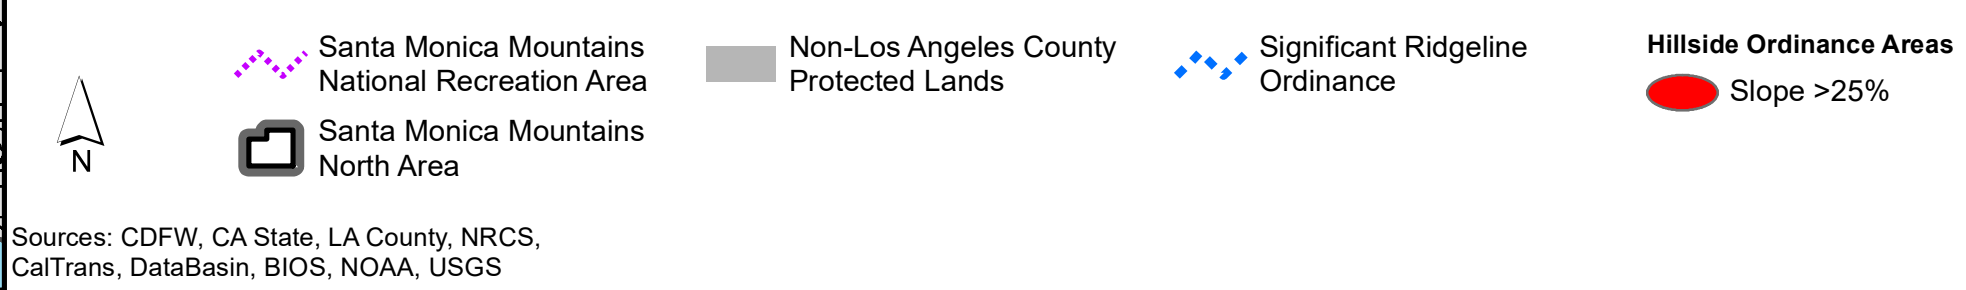 N
Santa Monica Mountains
National Recreation Area
Santa Monica Mountains
North Area
Non-Los Angeles County
Protected Lands
Significant Ridgeline
Ordinance
Hillside Ordinance Areas
Slope >25%
Sources: CDFW, CA State, LA County, NRCS,
CalTrans, DataBasin, BIOS, NOAA, USGS